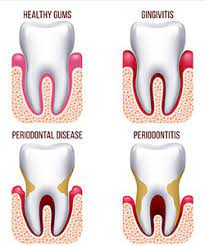 HEALTHY GUMS
GINGIVITIS
PERIODONTAL DISEASE
PERIODONTITIS